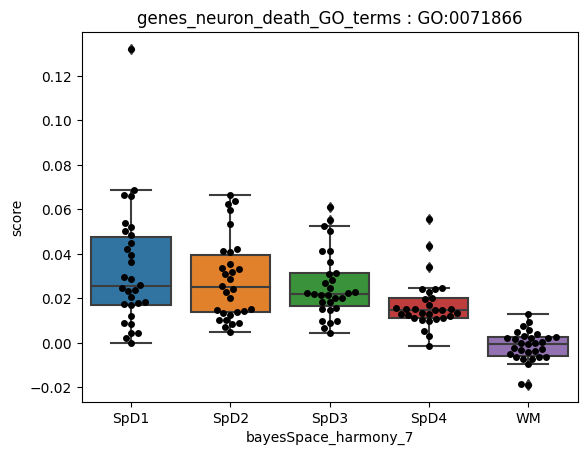 genes_neuron_death_GO_terms : GO:0071866
0.12
0.10
0.08
0.06
0.04
0.02
0.00
−0.02
score
SpD1 SpD2 SpD3 SpD4 WM
bayesSpace_harmony_7